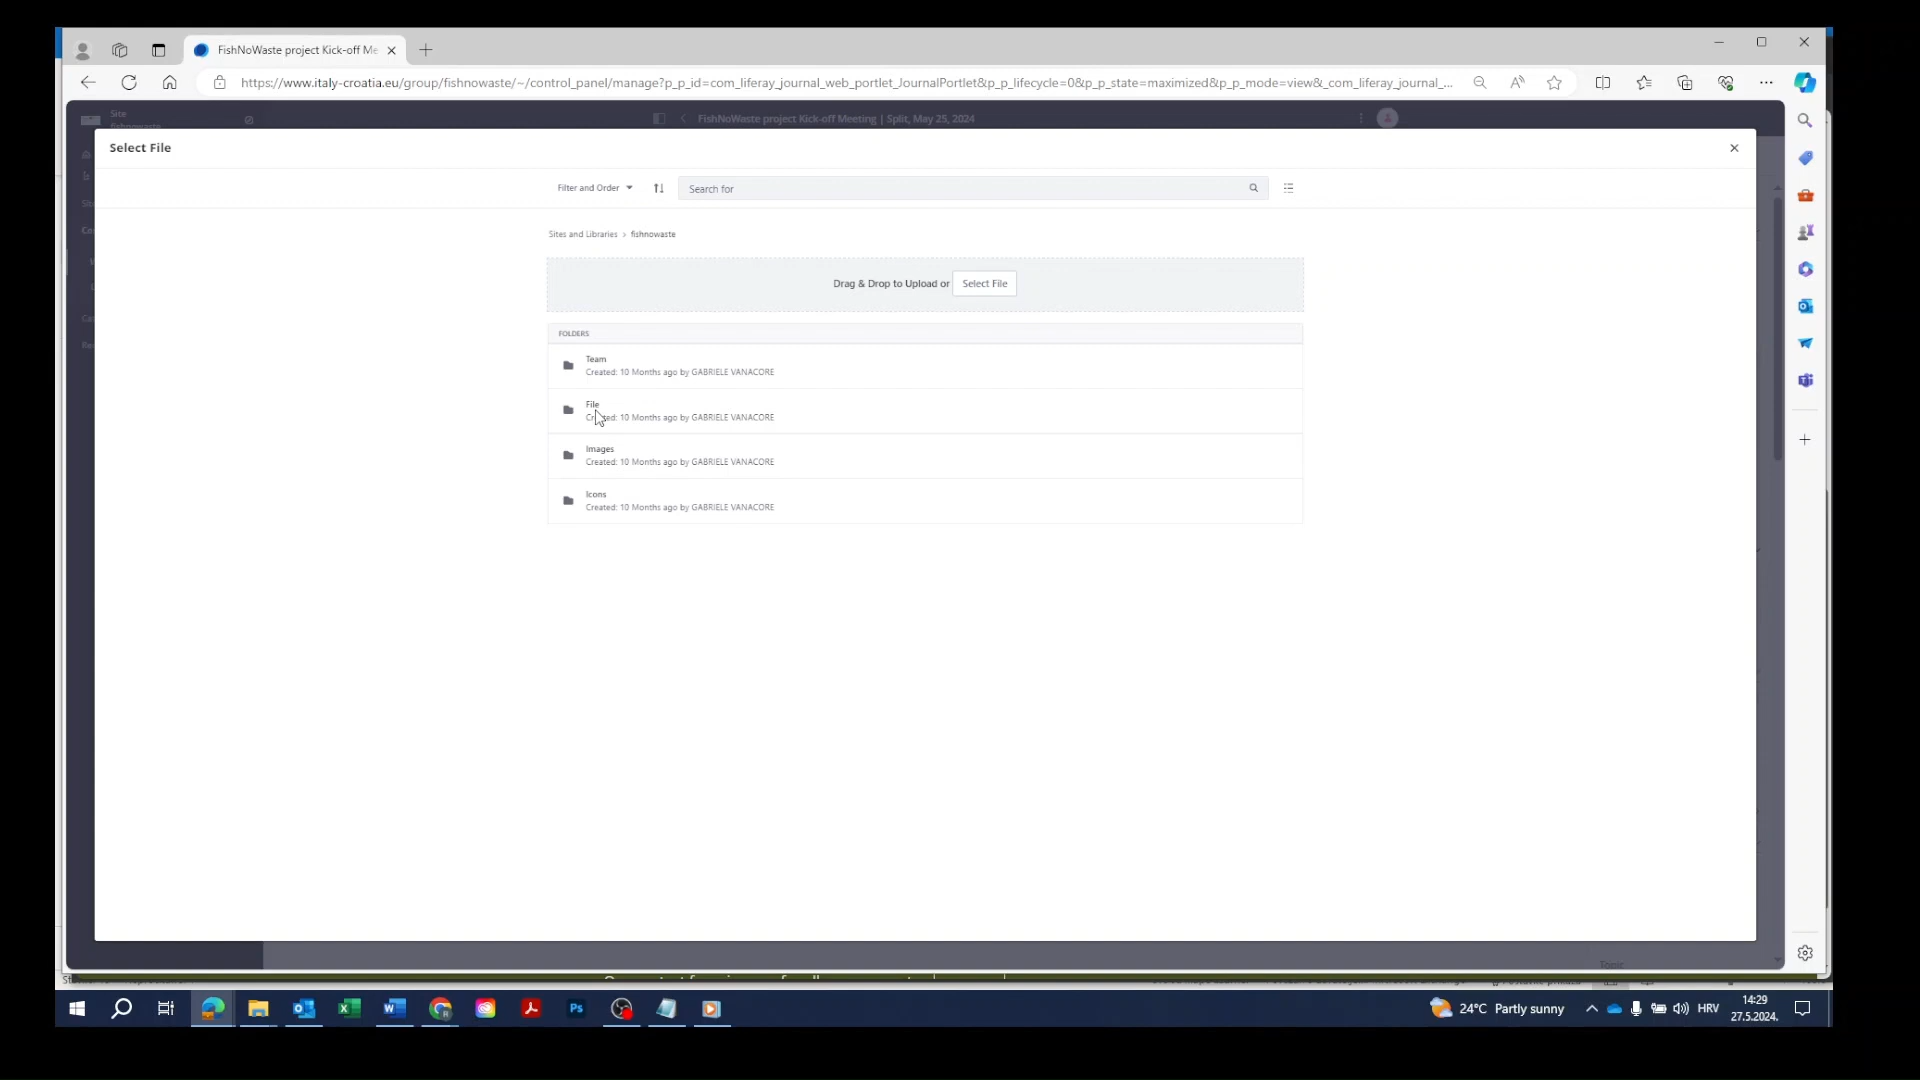 FishNoWaste project Kick-off Me
https://www.italy-croatia.eu/group/fishnowaste/~/control_panel/manage?p_p_id=com_liferay_journal_web_portlet_JournalPortlet&p_p_lifecycle=0&p_p_state=maximized&p_p_mode=view&_com_liferay_journal_...
Site
fishnowaste
FishNoWaste project Kick-off Meeting | Split, May 25, 2024
Select File
Filter and Order
Search for
Sites and Libraries > fishnowaste
Drag & Drop to Upload or Select File
FOLDERS
Team
Created: 10 Months ago by GABRIELE VANACORE
File
Created: 10 Months ago by GABRIELE VANACORE
Images
Created: 10 Months ago by GABRIELE VANACORE
Icons
Created: 10 Months ago by GABRIELE VANACORE
Topic
24°C Partly sunny
HRV
14:29
27.5.2024.